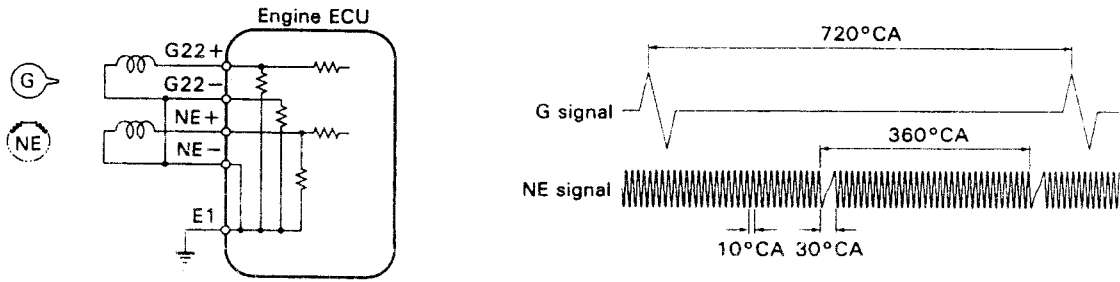 Engine ECU
G22+
G
G22−
NE+
NE
NE−
E1
720°CA
G signal
360°CA
NE signal
10°CA
30°CA